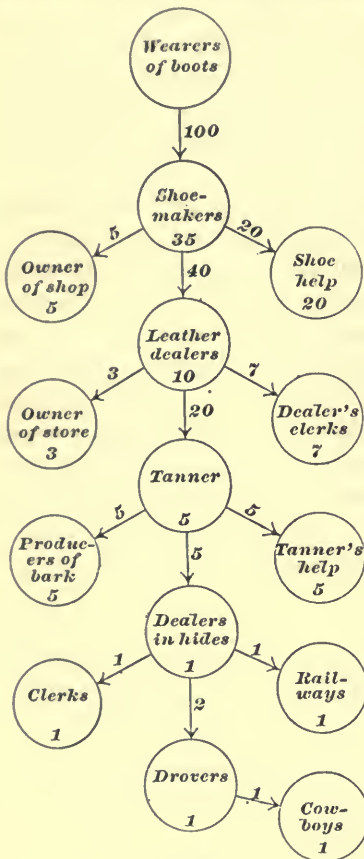 Wearers
of boots
100
Shoe-
makers
35
5
20
Owner
of shop
5
40
Shoe
help
20
Leather
dealers
10
3
7
Owner
of store
3
20
Dealer's
clerks
7
Tanner
5
5
5
Produc-
ers of
bark
5
5
Tanner's
help
5
Dealers
in hides
1
1
1
Clerks
1
2
Rail-
ways
1
Drovers
1
1
Cow-
boys
1